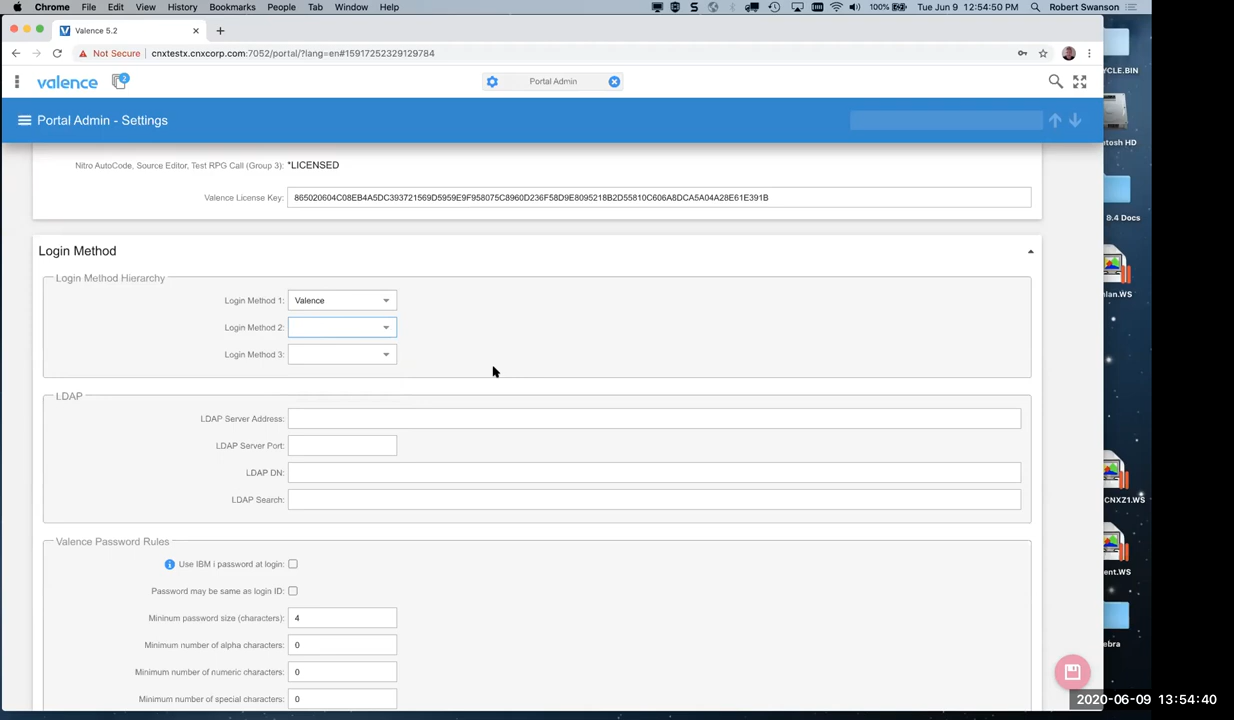 Chrome File Edit View History Bookmarks People Tab Window Help 100% Tue Jun 9 12:54:50 PM Robert Swanson
Valence 5.2
Not Secure cnxtestx.cnxcorp.com:7052/portal/?lang=en#15917252329129784
valence 2 Portal Admin
Portal Admin - Settings
Nitro AutoCode, Source Editor, Test RPG Call (Group 3): *LICENSED
Valence License Key: 865020604C08EB4A5DC393721569D5959E9F958075C8960D236F58D9E8095218B2D55810C606A8DCA5A04A28E61E391B
Login Method
Login Method Hierarchy
Login Method 1: Valence
Login Method 2:
Login Method 3:
LDAP
LDAP Server Address:
LDAP Server Port:
LDAP DN:
LDAP Search:
Valence Password Rules
Use IBM i password at login:
Password may be same as login ID:
Mininum password size (characters): 4
Minimum number of alpha characters: 0
Minimum number of numeric characters: 0
Minimum number of special characters: 0
YCLE.BIN
tosh HD
9.4 Docs
lan.WS
CNXZ1.WS
ent.WS
ebra
2020-06-09 13:54:40